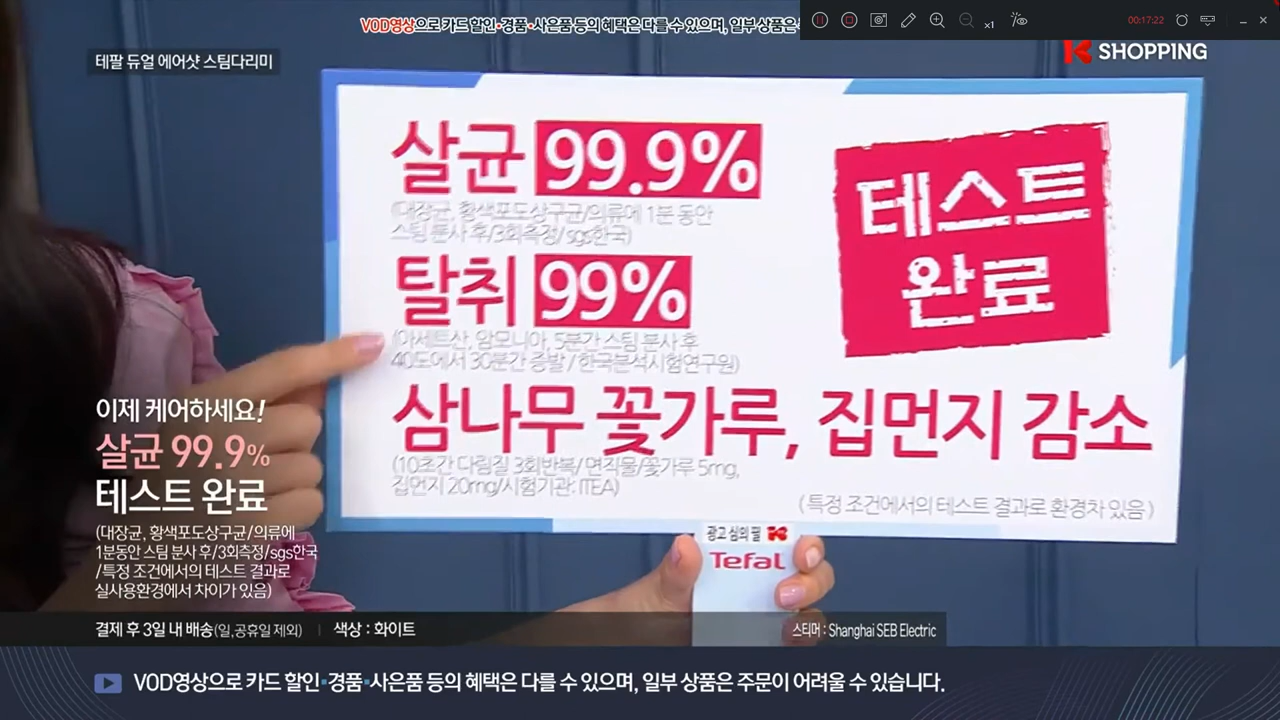 VOD영상으로 카드 할인·경품·사은품 등의 혜택은 다를 수 있으며, 일부 상품은
x1
00:17:22
K SHOPPING
테팔 듀얼 에어샷 스팀다리미
살균 99.9%
(대장균, 황색포도상구균/의류에 1분 동안
스팀 분사 후/3회측정/sgs한국)
탈취 99%
(아세트산, 암모니아, 5분간 스팀 분사 후
40도에서 30분간 증발 / 한국분석시험연구원)
삼나무 꽃가루, 집먼지 감소
(10초간 다림질 3회반복/ 면직물/꽃가루 5mg,
집먼지 20mg/시험기관: ITEA)
(특정 조건에서의 테스트 결과로 환경차 있음)
테스트
완료
광고 심의 필 K
Tefal
이제 케어하세요!
살균 99.9%
테스트 완료
(대장균, 황색포도상구균/의류에
1분동안 스팀 분사 후/3회측정/sgs한국
/특정 조건에서의 테스트 결과로
실사용환경에서 차이가 있음)
결제 후 3일 내 배송(일,공휴일 제외) | 색상 : 화이트
스티머 : Shanghai SEB Electric
VOD영상으로 카드 할인·경품·사은품 등의 혜택은 다를 수 있으며, 일부 상품은 주문이 어려울 수 있습니다.